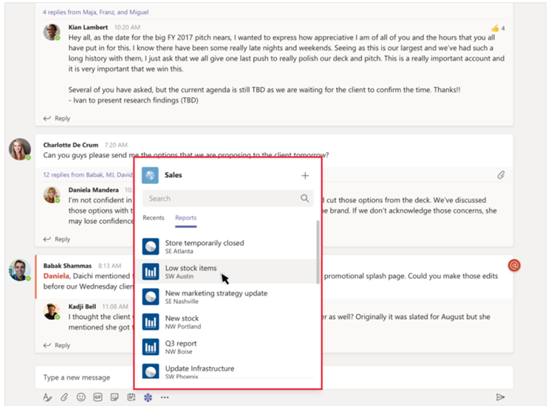 4 replies from Maja, Franz, and Miguel
Kian Lambert 10:20 AM
4
Hey all, as the date for the big FY 2017 pitch nears, I wanted to express how appreciative I am of all of you and the hours that you all
have put in for this. I know there have been some really late nights and weekends. Seeing as this is our largest and we've had such a
long history with them, I just ask that we all give one last push to really polish our deck and pitch. This is a really important account and
it is very important that we win this.
Several of you have asked, but the current agenda is still TBD as we are waiting for the client to confirm the time. Thanks!!
- Ivan to present research findings (TBD)
Reply
Charlotte De Crum 7:20 AM
Can you guys please send me the options that we are proposing to the client tomorrow?
12 replies from Babak, MJ, David
Daniela Mandera
I'm not confident in
d cut those options from the deck. We've discussed
those options with t
he brand. If we don't acknowledge those concerns, she
may lose confidence
Reply
Babak Shammas 8:13 AM
Daniela, Daichi mentioned
promotional splash page. Could you make those edits
before our Wednesday clien
Kadji Bell 11:08 AM
I thought the client
er as well? Originally it was slated for August but she
mentioned she got
Reply
Sales
Search
Recents Reports
Store temporarily closed
SE Atlanta
Low stock items
SW Austin
New marketing strategy update
SE Nashville
New stock
NW Portland
Q3 report
NW Boise
Update Infrastructure
SW Phoenix
Type a new message
GIF